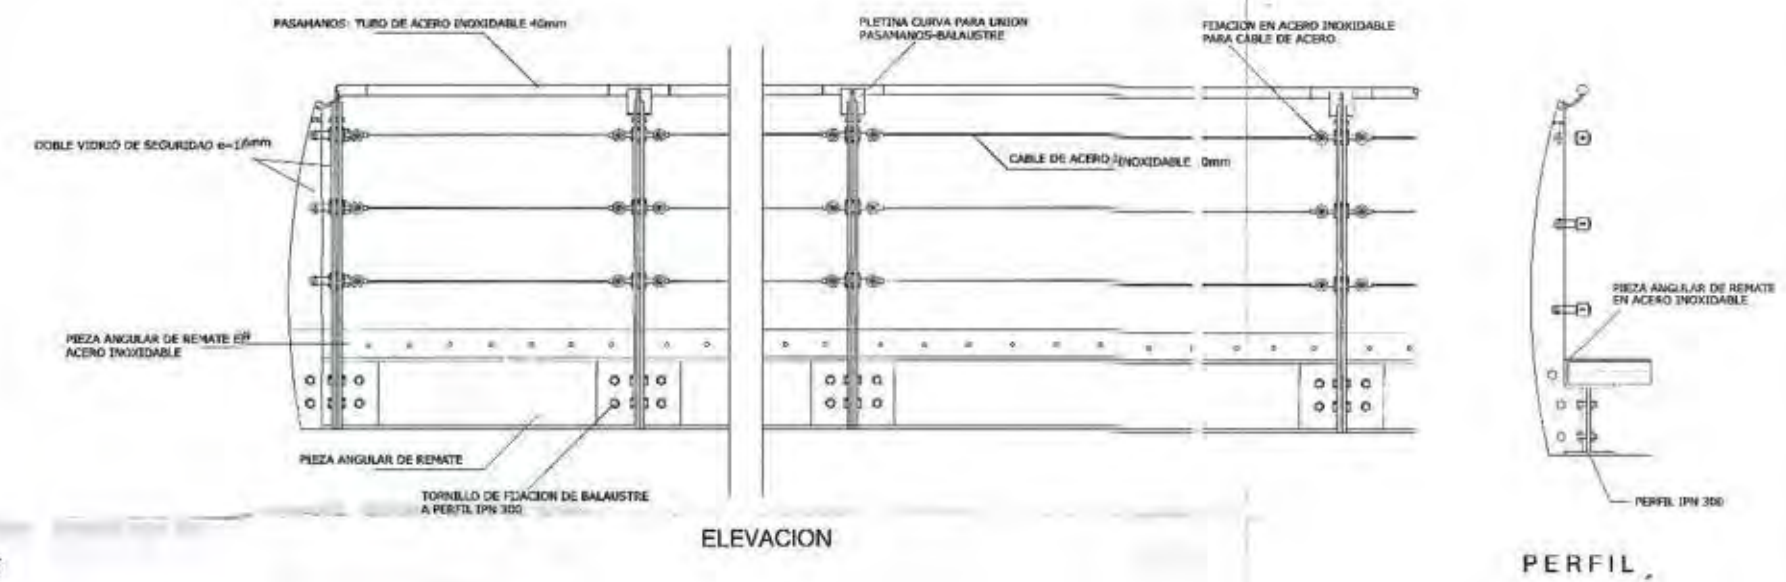 PASAMANOS: TUBO DE ACERO INOXIDABLE 40mm
PLETINA CURVA PARA UNION
PASAMANOS-BALAUSTRE
FIJACION EN ACERO INOXIDABLE
PARA CABLE DE ACERO
DOBLE VIDRIO DE SEGURIDAD e=16mm
CABLE DE ACERO INOXIDABLE 0mm
PIEZA ANGULAR DE REMATE EN
ACERO INOXIDABLE
PIEZA ANGULAR DE REMATE
EN ACERO INOXIDABLE
PIEZA ANGULAR DE REMATE
TORNILLO DE FIJACION DE BALAUSTRE
A PERFIL IPN 300
PERFIL IPN 300
ELEVACION
PERFIL